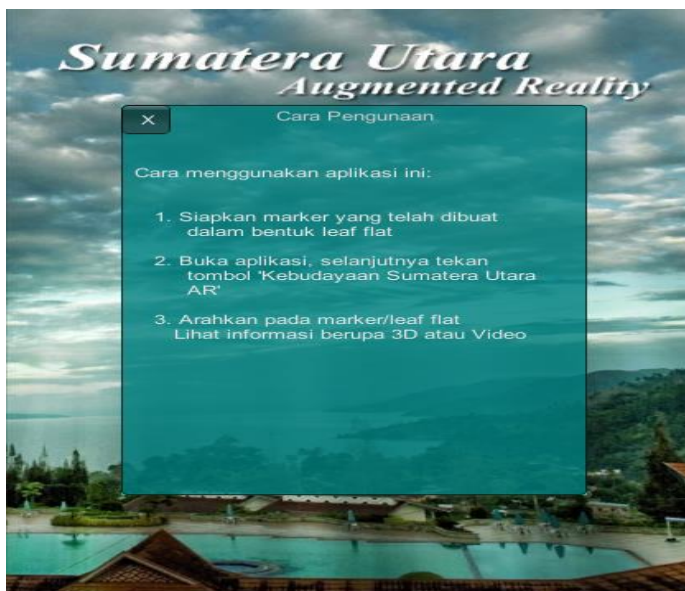 Sumatera Utara
Augmented Reality
×
Cara Pengunaan
Cara menggunakan aplikasi ini:
1. Siapkan marker yang telah dibuat
dalam bentuk leaf flat
2. Buka aplikasi, selanjutnya tekan
tombol 'Kebudayaan Sumatera Utara
AR'
3. Arahkan pada marker/leaf flat
Lihat informasi berupa 3D atau Video